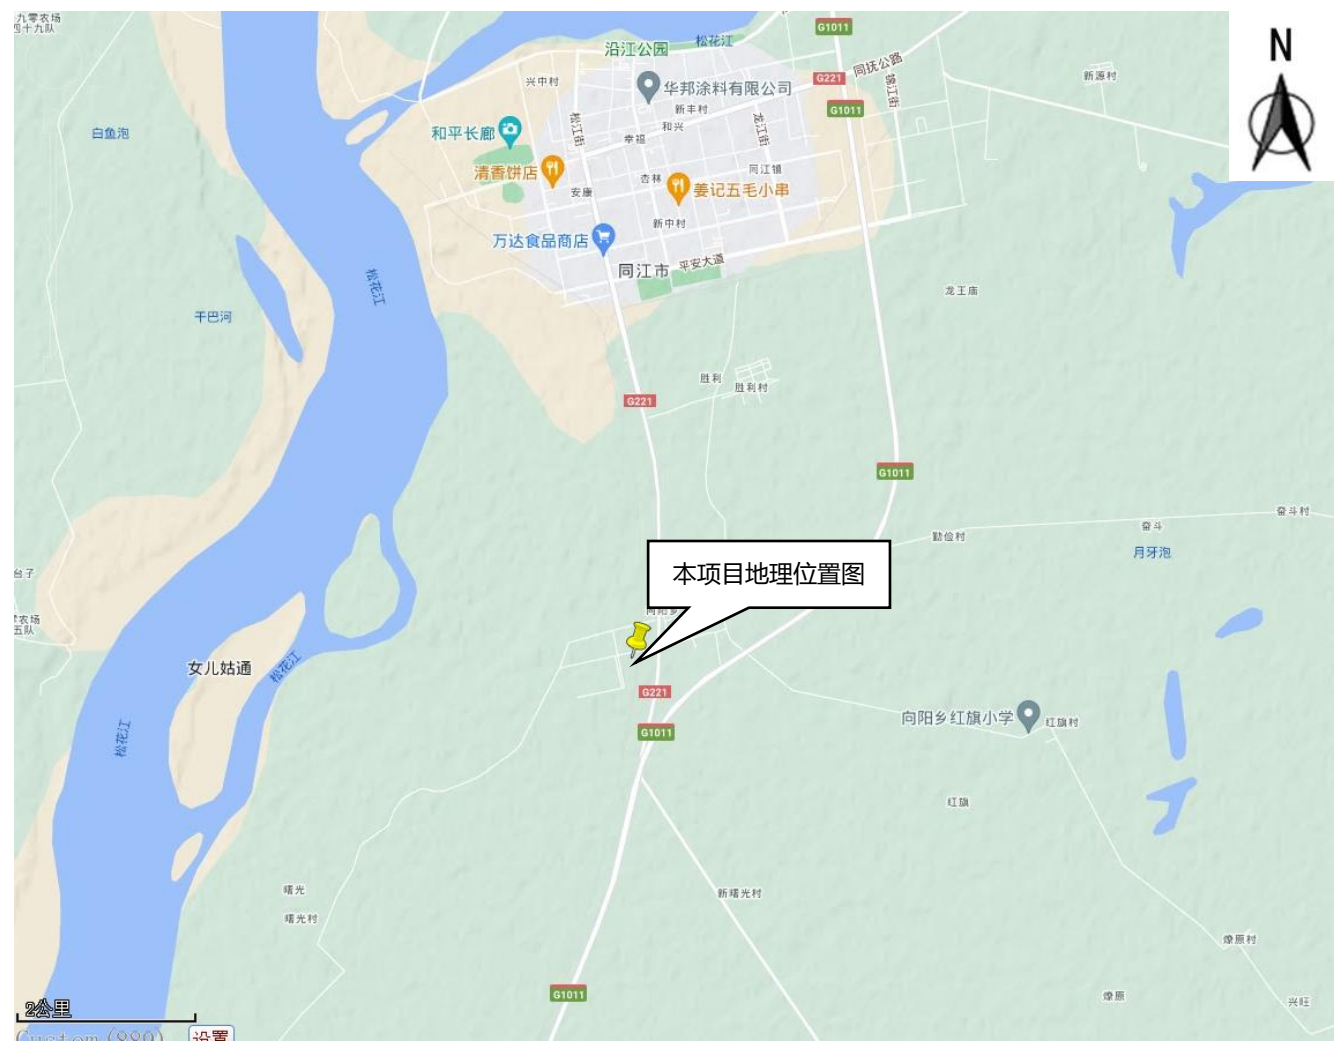 九零农场
四十九队
松花江
G1011
沿江公园
N
同抚公路
兴中村
G221
新源村
华邦涂料有限公司
锦江街
新丰村
G1011
松江街
龙江街
和兴
白鱼泡
和平长廊
幸福
清香饼店
同江镇
杏林
安康
姜记五毛小串
新中村
万达食品商店
平安大道
同江市
松花江
龙王庙
干巴河
胜利
胜利村
G221
G1011
奋斗村
奋斗
勤俭村
月牙泡
本项目地理位置图
台子
农场
五队
女儿姑通
松花江
G221
向阳乡红旗小学
红旗村
松花江
G1011
红旗
曙光
新曙光村
曙光村
燎原村
G1011
燎原
兴旺
2公里
Custom (889)
设置